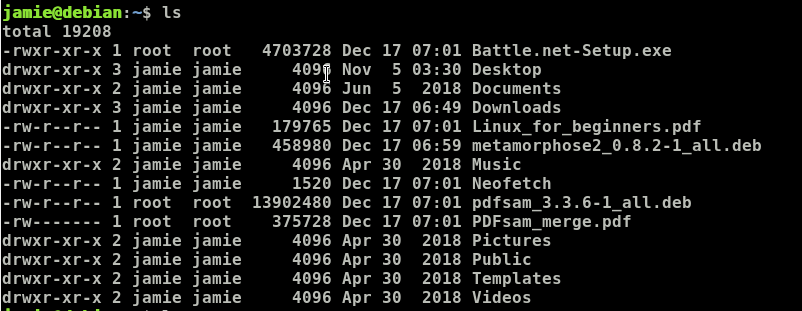 jamie@debian:~$ ls
total 19208
-rwxr-xr-x 1 root  root   4703728 Dec 17 07:01 Battle.net-Setup.exe
drwxr-xr-x 3 jamie jamie     4096 Nov  5 03:30 Desktop
drwxr-xr-x 2 jamie jamie     4096 Jun  5  2018 Documents
drwxr-xr-x 3 jamie jamie     4096 Dec 17 06:49 Downloads
-rw-r--r-- 1 jamie jamie   179765 Dec 17 07:01 Linux_for_beginners.pdf
-rw-r--r-- 1 jamie jamie   458980 Dec 17 06:59 metamorphose2_0.8.2-1_all.deb
drwxr-xr-x 2 jamie jamie     4096 Apr 30  2018 Music
-rw-r--r-- 1 jamie jamie     1520 Dec 17 07:01 Neofetch
-rw-r--r-- 1 root  root  13902480 Dec 17 07:01 pdfsam_3.3.6-1_all.deb
-rw------- 1 root  root    375728 Dec 17 07:01 PDFsam_merge.pdf
drwxr-xr-x 2 jamie jamie     4096 Apr 30  2018 Pictures
drwxr-xr-x 2 jamie jamie     4096 Apr 30  2018 Public
drwxr-xr-x 2 jamie jamie     4096 Apr 30  2018 Templates
drwxr-xr-x 2 jamie jamie     4096 Apr 30  2018 Videos